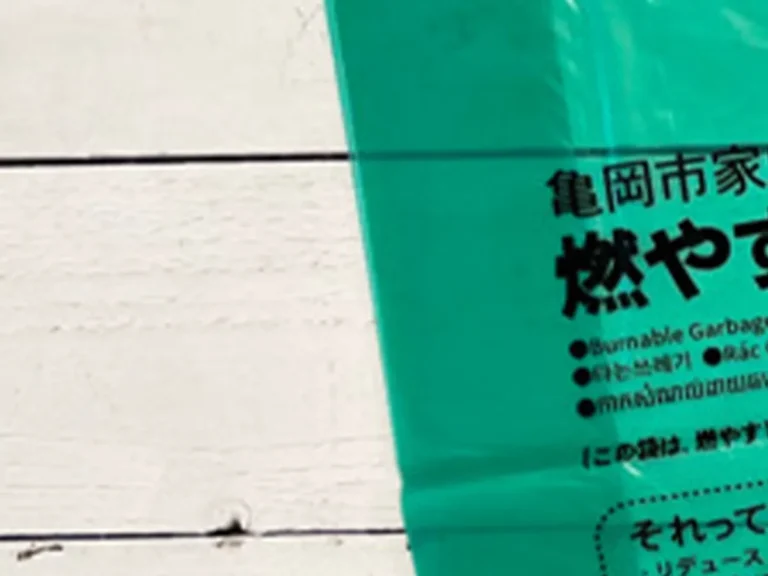 亀岡市家
燃やす
●Burnable Garbage
●타는쓰레기 ●Rác
(この袋は、燃やす
それって
・リデュース